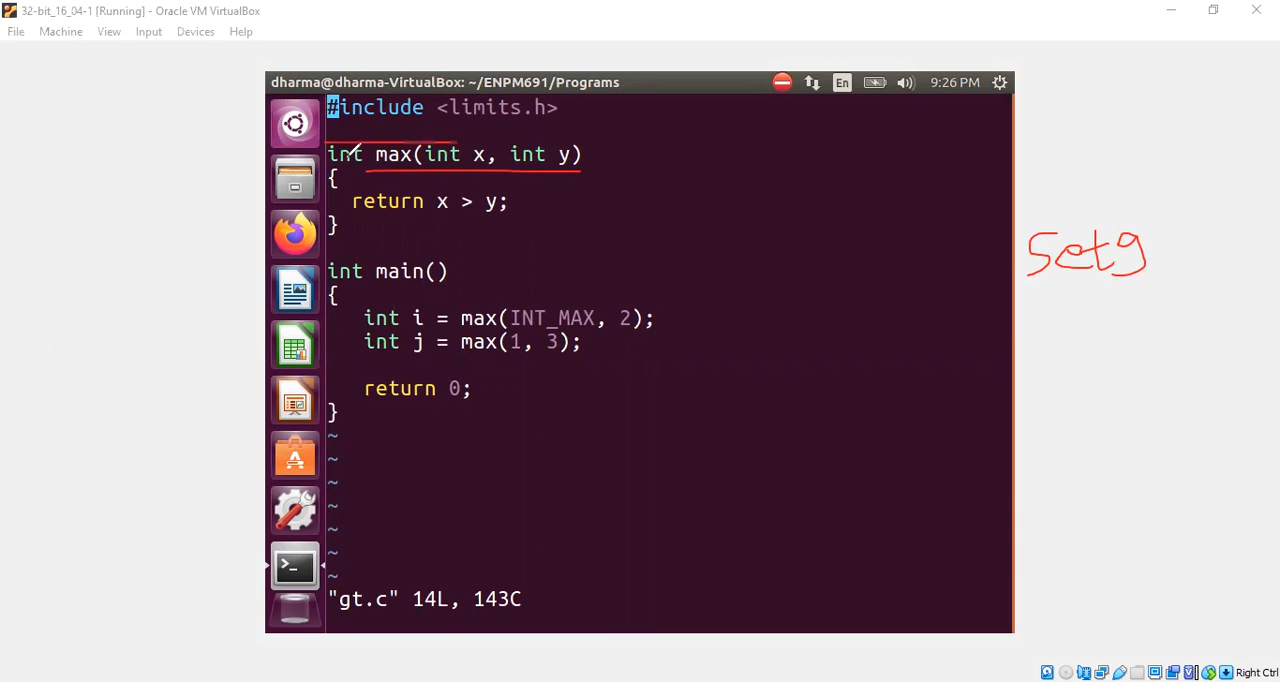 32-bit_16_04-1 [Running] - Oracle VM VirtualBox
File Machine View Input Devices Help
dharma@dharma-VirtualBox: ~/ENPM691/Programs En 9:26 PM
#include <limits.h>
int max(int x, int y)
{
return x > y;
}
setg
int main()
{
int i = max(INT_MAX, 2);
int j = max(1, 3);
return 0;
}
~
~
~
~
~
~
~
"gt.c" 14L, 143C
Right Ctrl